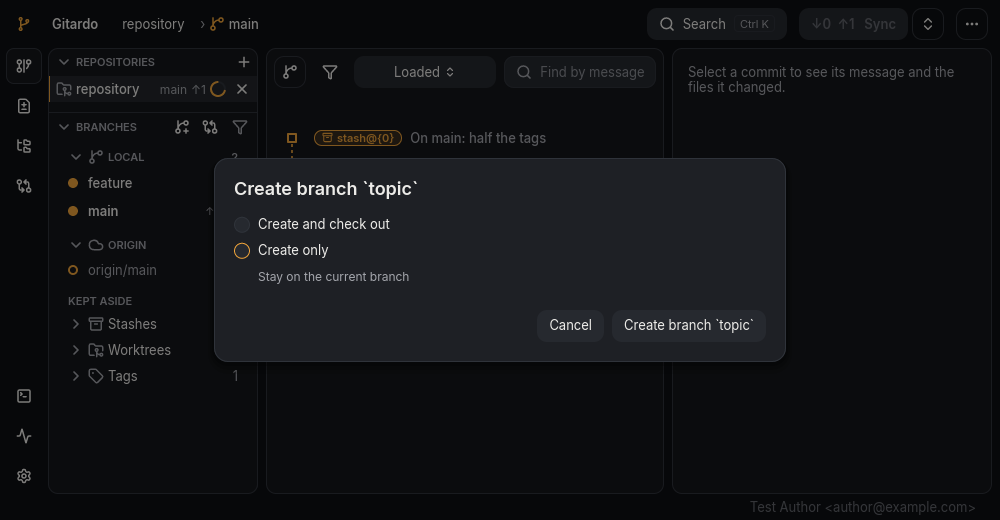 Gitardo
repository
main
Search
Ctrl K
↓0 ↑1 Sync
REPOSITORIES
repository
main ↑1
BRANCHES
LOCAL
feature
main
ORIGIN
origin/main
KEPT ASIDE
Stashes
Worktrees
Tags
1
Loaded
Find by message
stash@{0}
On main: half the tags
Select a commit to see its message and the
files it changed.
Create branch `topic`
Create and check out
Create only
Stay on the current branch
Cancel
Create branch `topic`
Test Author <author@example.com>